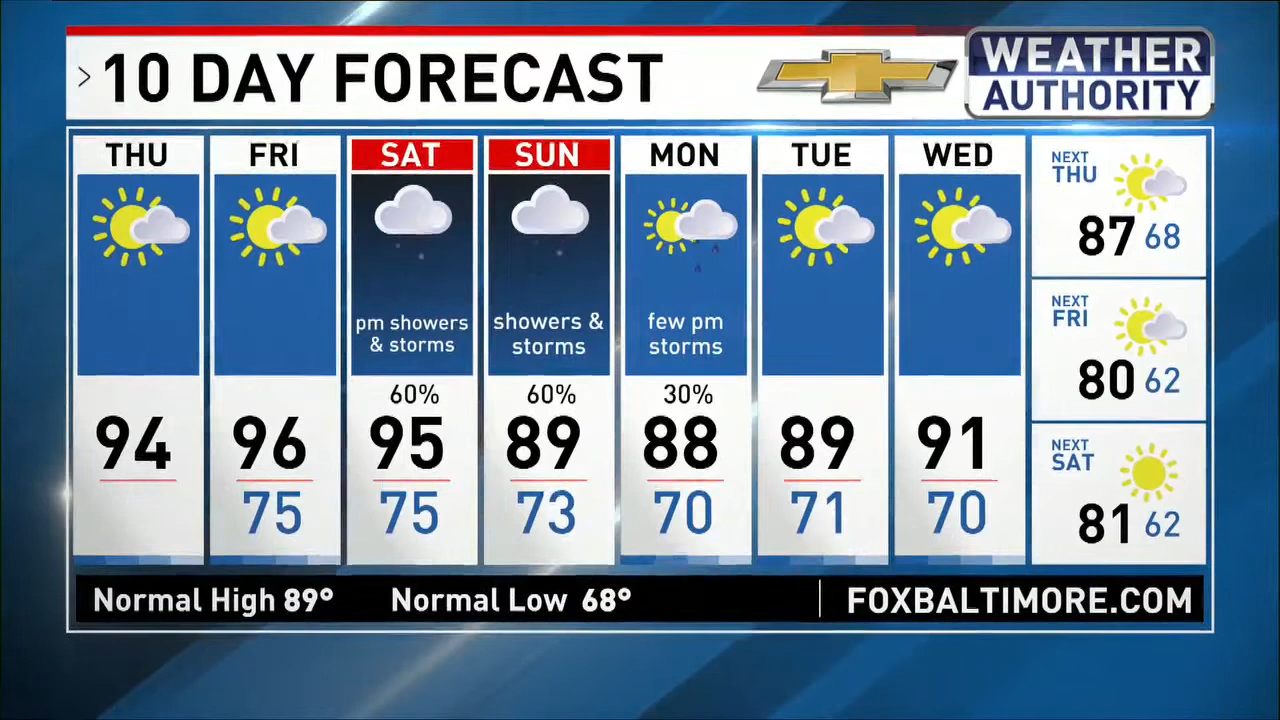 > 10 DAY FORECAST
WEATHER
AUTHORITY
THU
94
FRI
96
75
SAT
pm showers
& storms
60%
95
75
SUN
showers &
storms
60%
89
73
MON
few pm
storms
30%
88
70
TUE
89
71
WED
91
70
NEXT
THU
87 68
NEXT
FRI
80 62
NEXT
SAT
81 62
Normal High 89° Normal Low 68° FOXBALTIMORE.COM